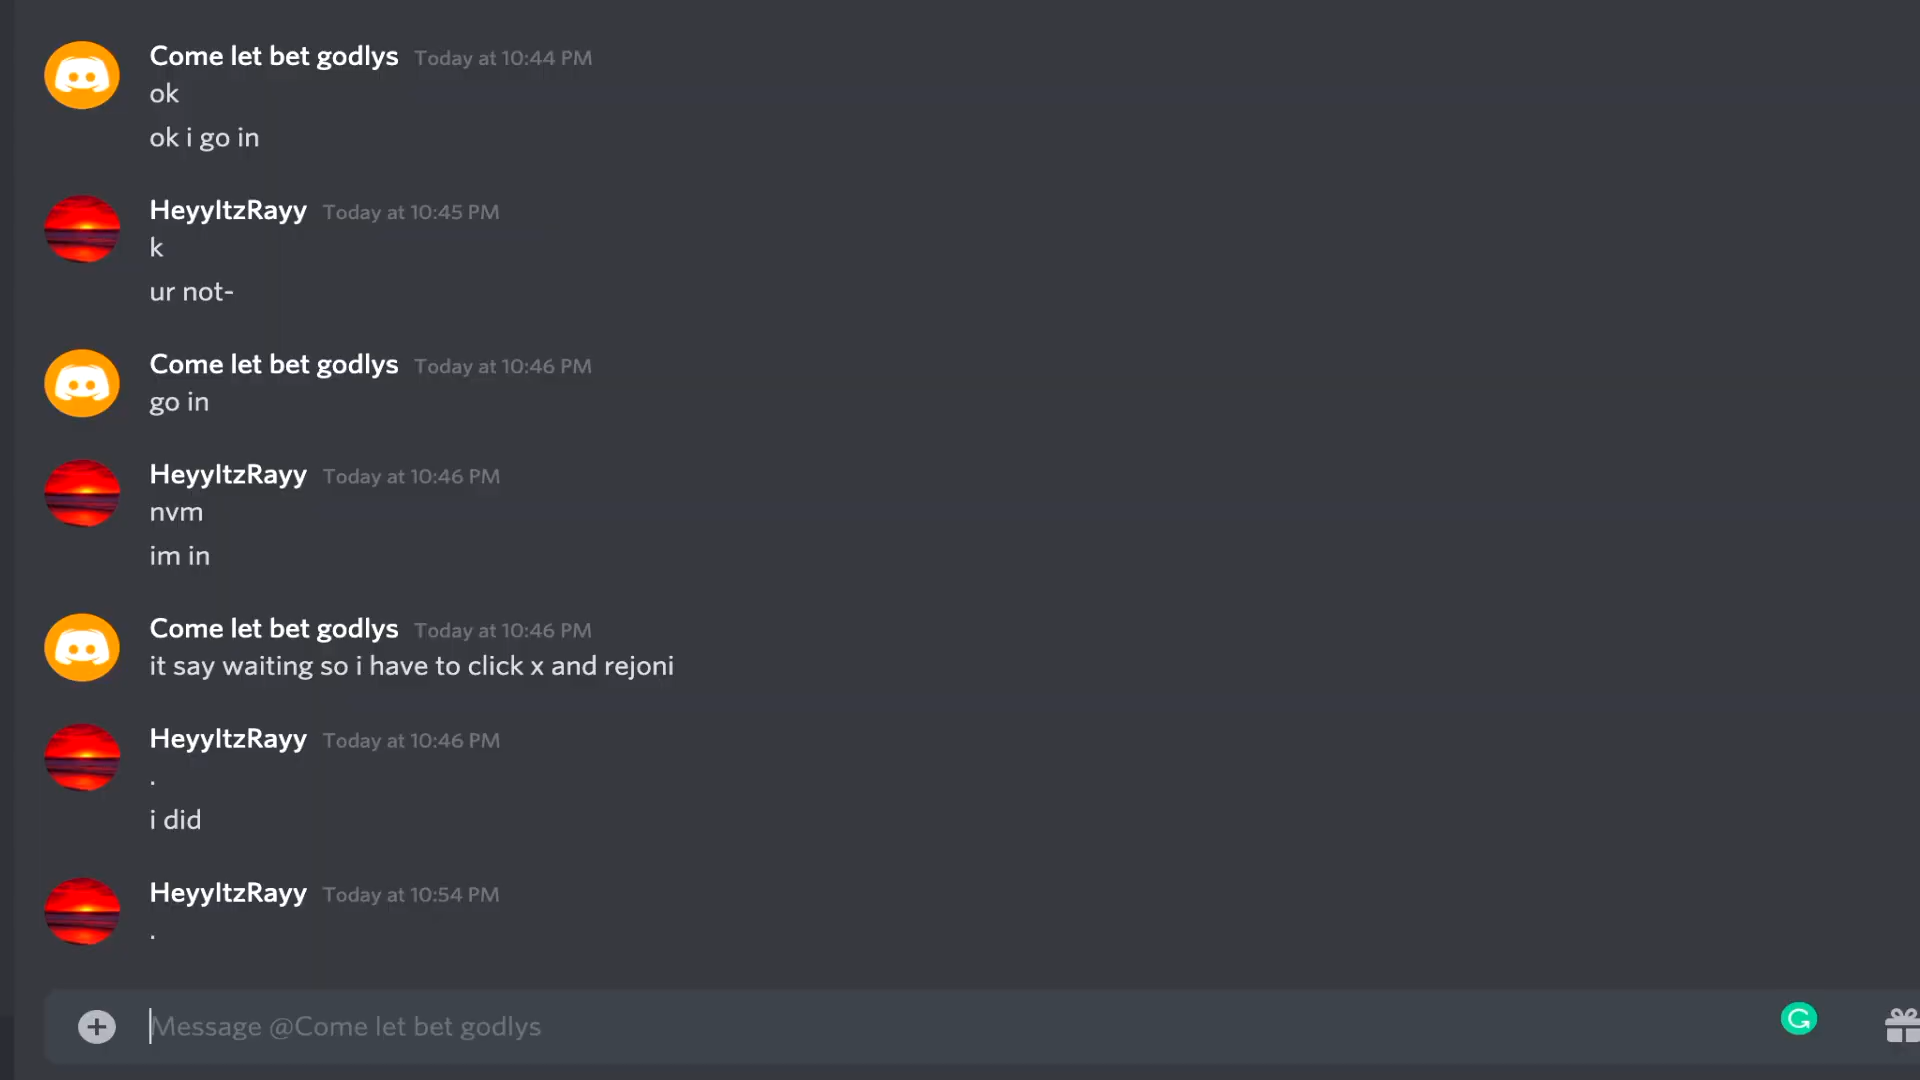 Come let bet godlys Today at 10:44 PM
ok
ok i go in
HeyyItzRayy Today at 10:45 PM
k
ur not-
Come let bet godlys Today at 10:46 PM
go in
HeyyItzRayy Today at 10:46 PM
nvm
im in
Come let bet godlys Today at 10:46 PM
it say waiting so i have to click x and rejoni
HeyyItzRayy Today at 10:46 PM
.
i did
HeyyItzRayy Today at 10:54 PM
.
Message @Come let bet godlys